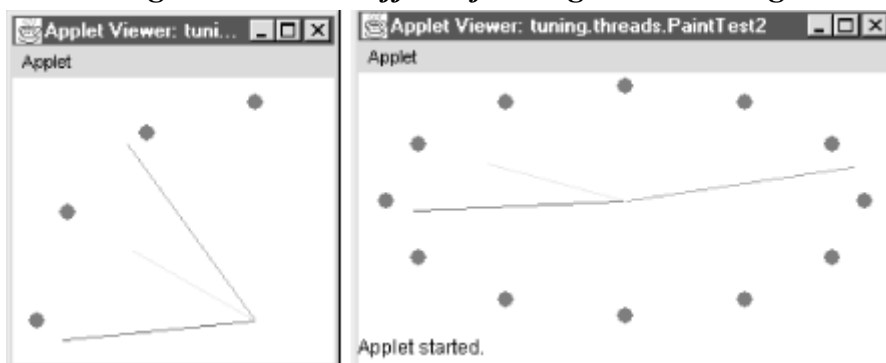 Applet Viewer: tuni...
Applet
Applet Viewer: tuning.threads.PaintTest2
Applet
Applet started.